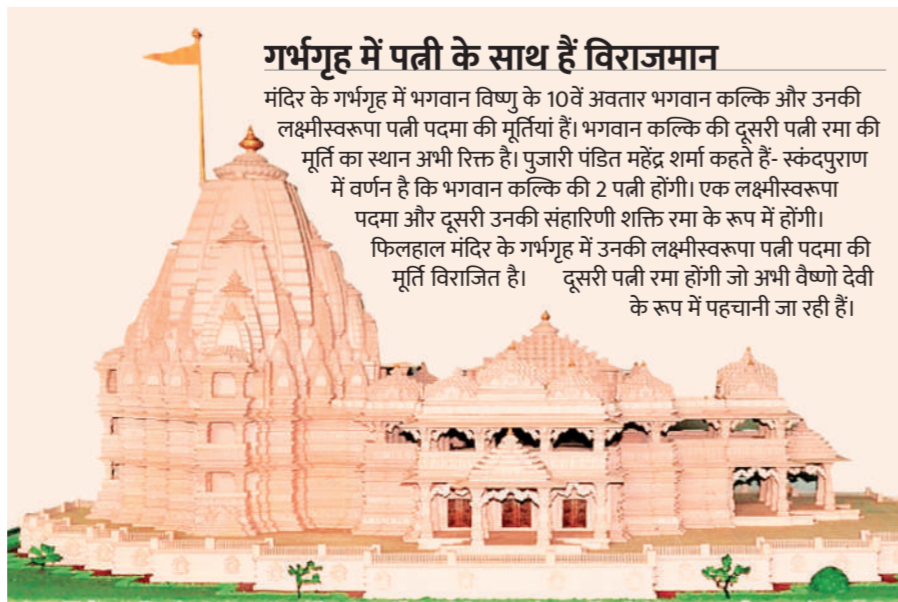 गर्भगृह में पत्नी के साथ हैं विराजमान
मंदिर के गर्भगृह में भगवान विष्णु के 10वें अवतार भगवान कल्कि और उनकी
लक्ष्मीस्वरूपा पत्नी पदमा की मूर्तियां हैं। भगवान कल्कि की दूसरी पत्नी रमा की
मूर्ति का स्थान अभी रिक्त है। पुजारी पंडित महेंद्र शर्मा कहते हैं- स्कंदपुराण
में वर्णन है कि भगवान कल्कि की 2 पत्नी होंगी। एक लक्ष्मीस्वरूपा
पदमा और दूसरी उनकी संहारिणी शक्ति रमा के रूप में होंगी।
फिलहाल मंदिर के गर्भगृह में उनकी लक्ष्मीस्वरूपा पत्नी पदमा की
मूर्ति विराजित है। दूसरी पत्नी रमा होंगी जो अभी वैष्णो देवी
के रूप में पहचानी जा रही हैं।